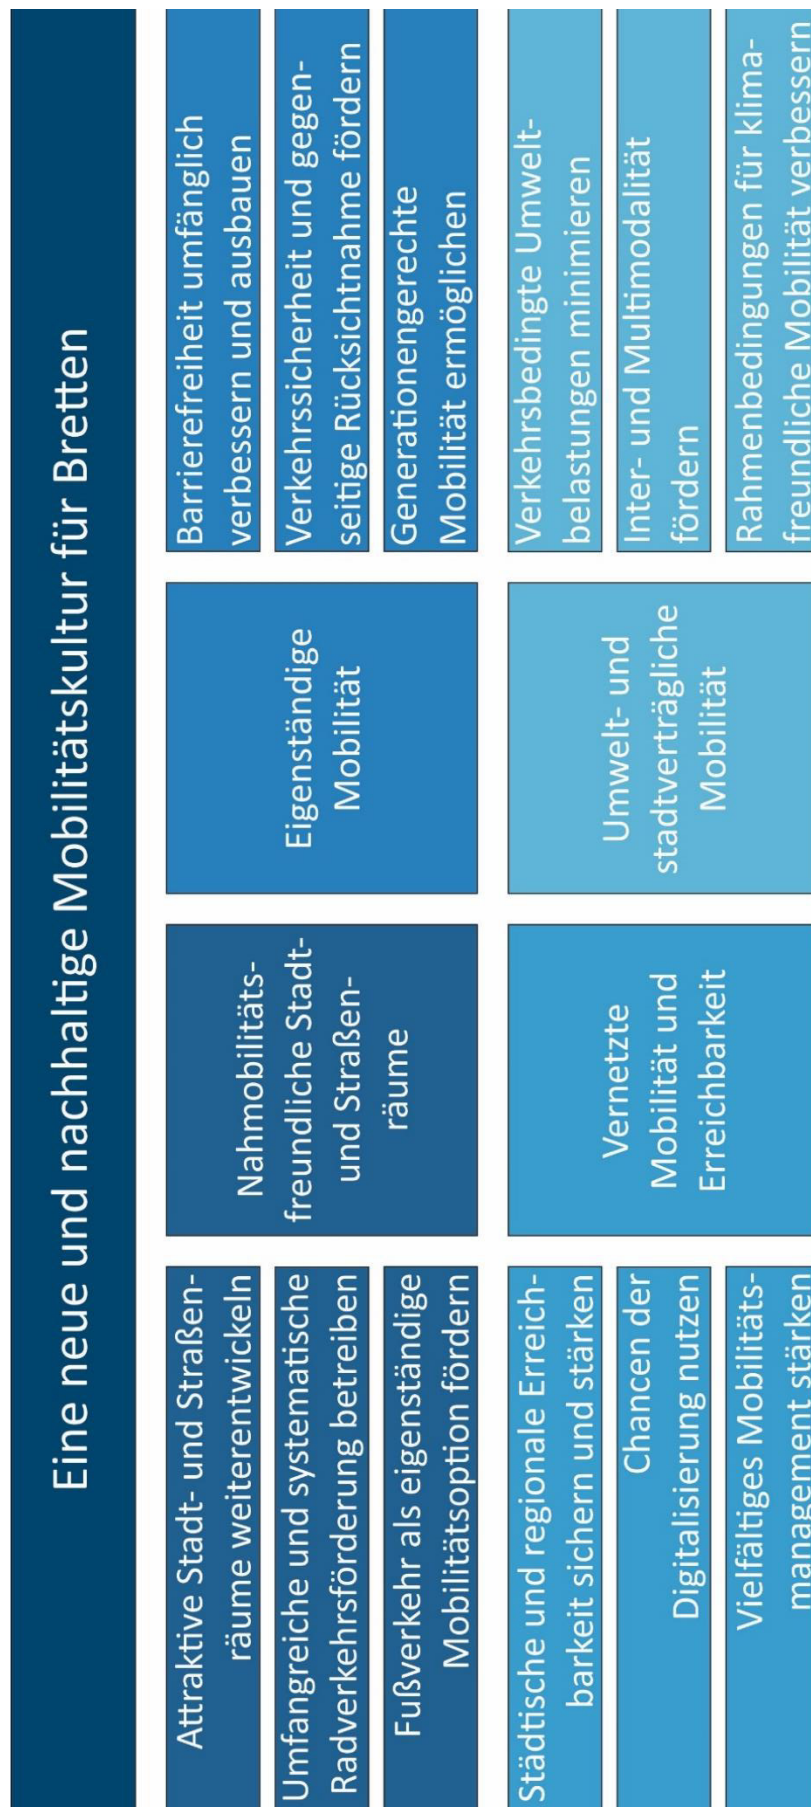 Eine neue und nachhaltige Mobilitätskultur für Bretten
Attraktive Stadt- und Straßen-
räume weiterentwickeln
Umfangreiche und systematische
Radverkehrsförderung betreiben
Fußverkehr als eigenständige
Mobilitätsoption fördern
Nahmobilitäts-
freundliche Stadt-
und Straßen-
räume
Eigenständige
Mobilität
Barrierefreiheit umfänglich
verbessern und ausbauen
Verkehrssicherheit und gegen-
seitige Rücksichtnahme fördern
Generationengerechte
Mobilität ermöglichen
Städtische und regionale Erreich-
barkeit sichern und stärken
Chancen der
Digitalisierung nutzen
Vielfältiges Mobilitäts-
management stärken
Vernetzte
Mobilität und
Erreichbarkeit
Umwelt- und
stadtverträgliche
Mobilität
Verkehrsbedingte Umwelt-
belastungen minimieren
Inter- und Multimodalität
fördern
Rahmenbedingungen für klima-
freundliche Mobilität verbessern